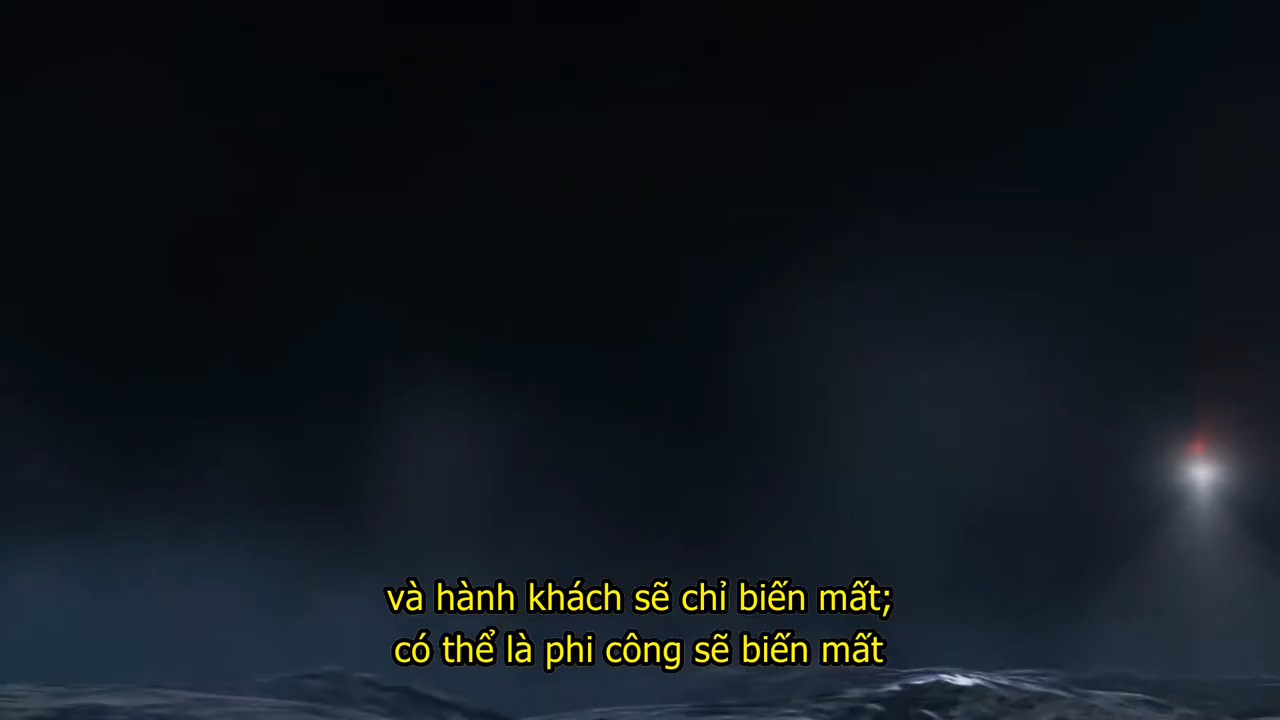 và hành khách sẽ chỉ biến mất;
có thể là phi công sẽ biến mất